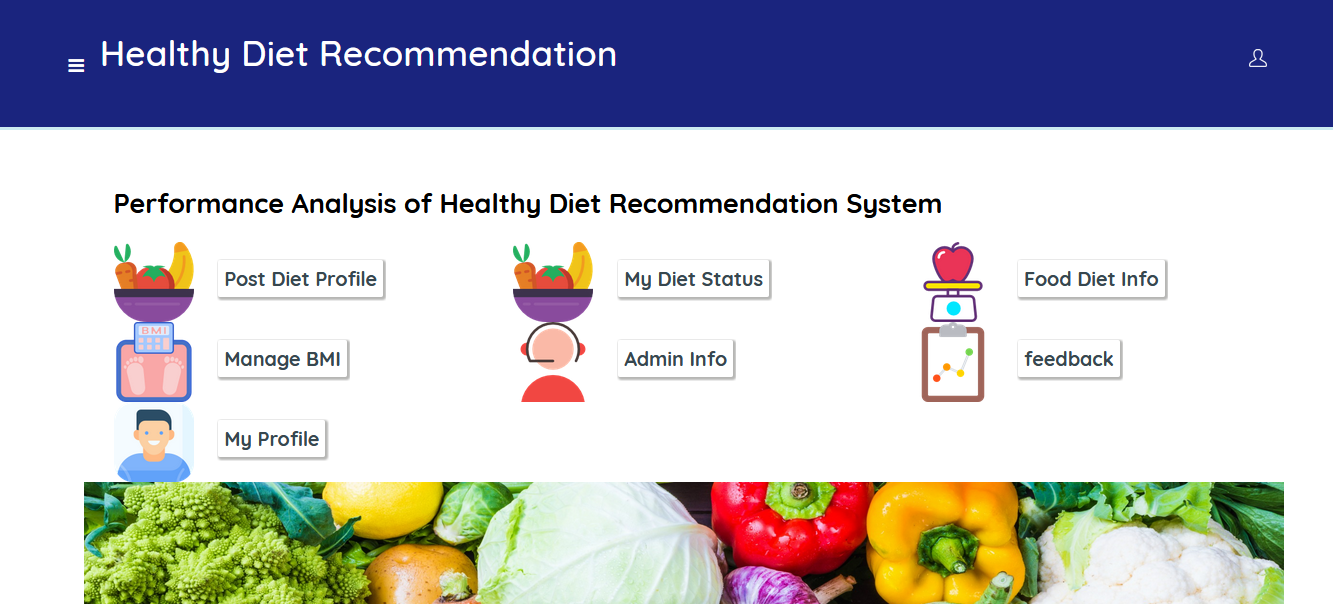 Healthy Diet Recommendation
Performance Analysis of Healthy Diet Recommendation System
Post Diet Profile
My Diet Status
Food Diet Info
BMI
Manage BMI
Admin Info
feedback
My Profile